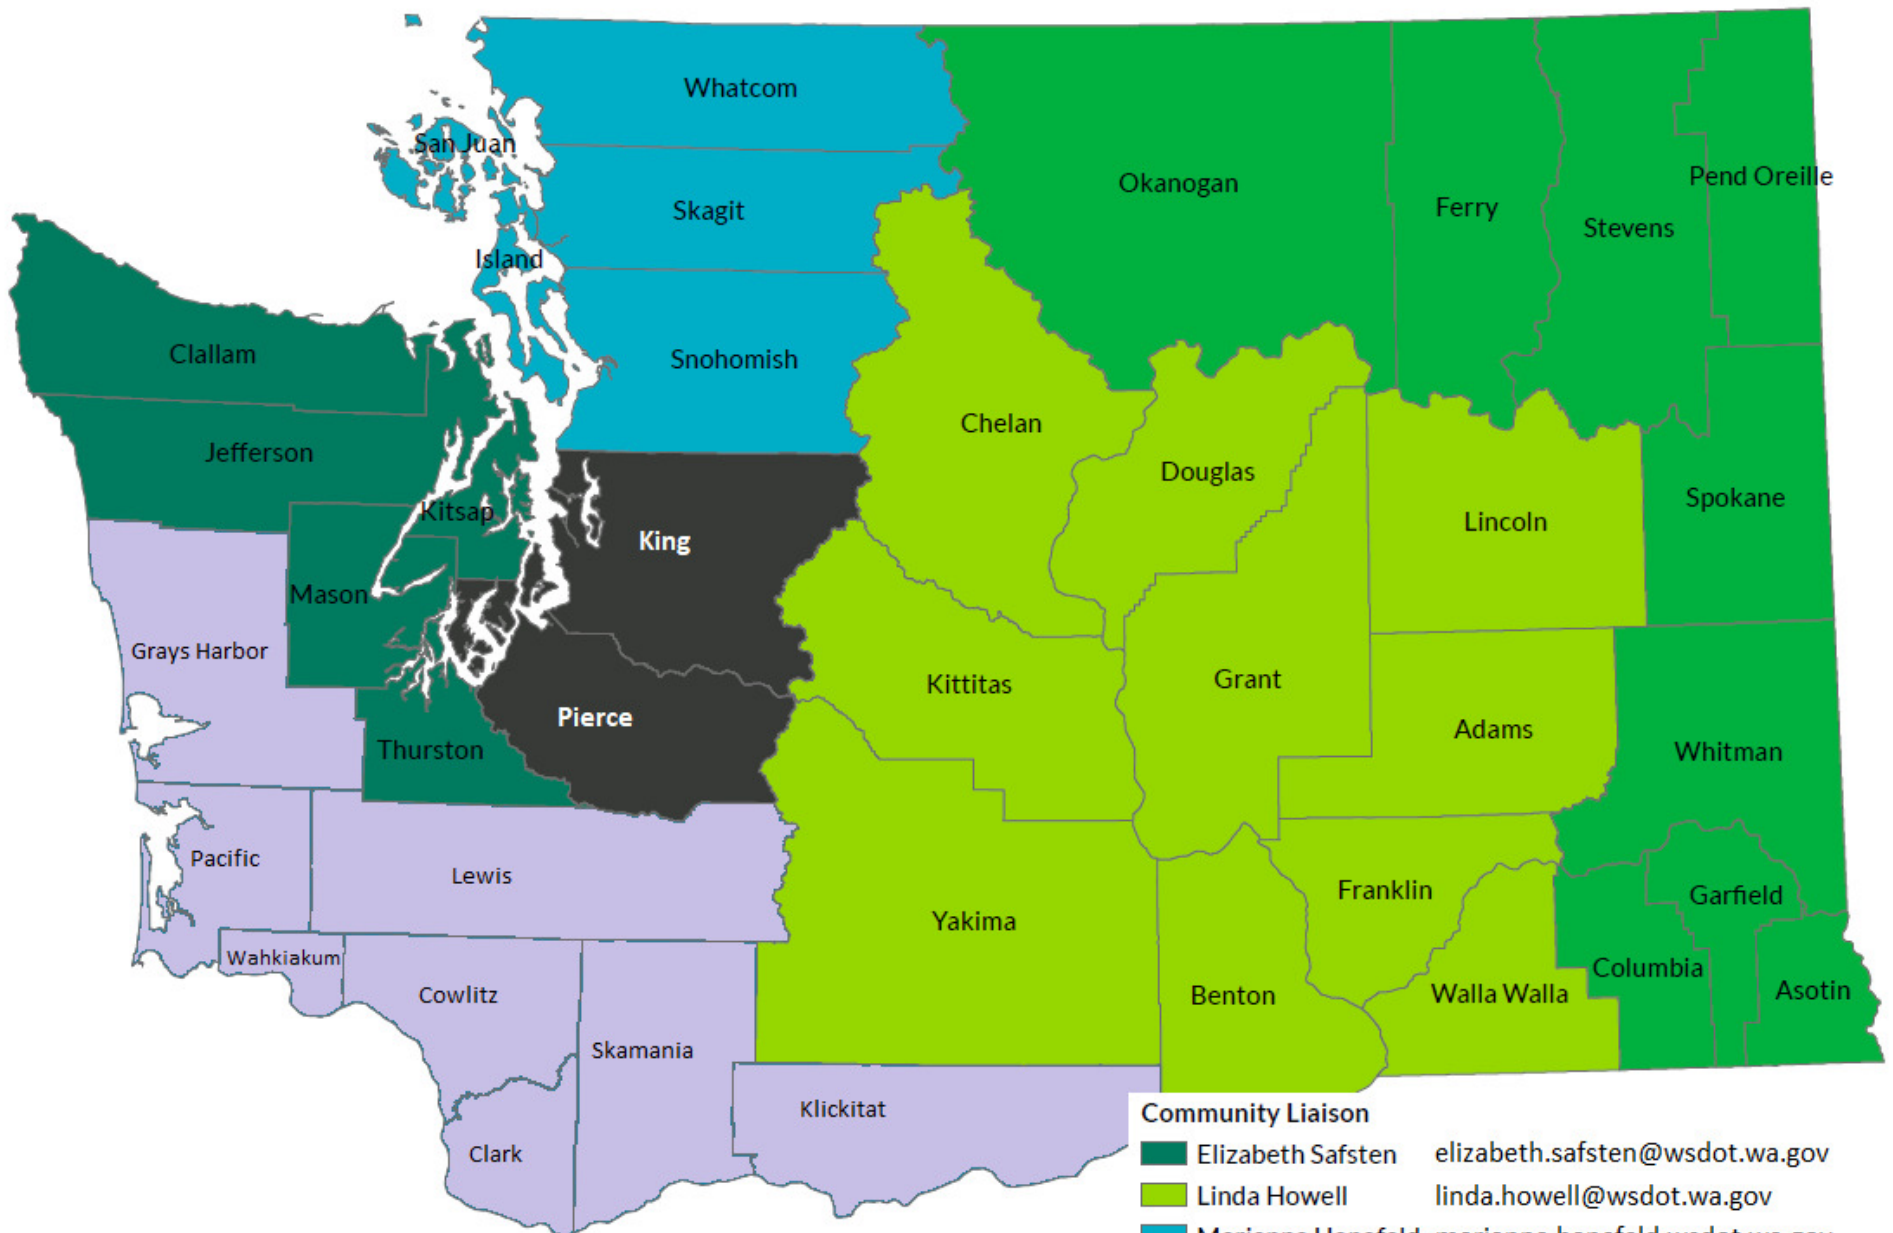 Whatcom
San Juan
Okanogan
Pend Oreille
Skagit
Ferry
Stevens
Island
Clallam
Snohomish
Chelan
Jefferson
Douglas
Kitsap
Spokane
Lincoln
King
Mason
Grays Harbor
Kittitas
Grant
Pierce
Adams
Thurston
Whitman
Pacific
Lewis
Franklin
Garfield
Yakima
Wahkiakum
Columbia
Cowlitz
Benton
Walla Walla
Asotin
Skamania
Klickitat
Clark
Community Liaison
Elizabeth Safsten elizabeth.safsten@wsdot.wa.gov
Linda Howell linda.howell@wsdot.wa.gov